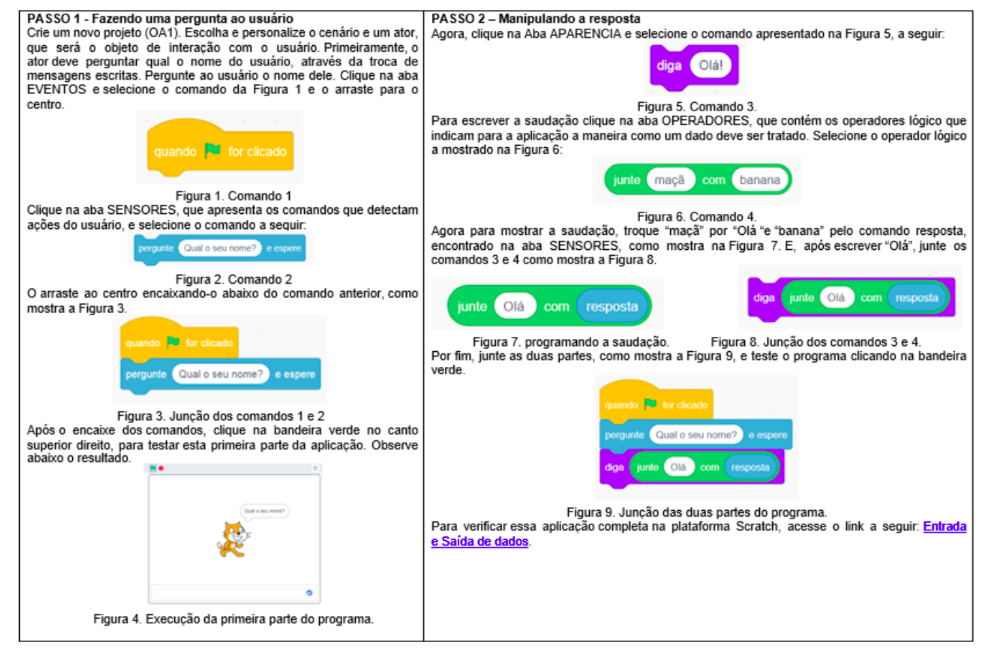 PASSO 1 - Fazendo uma pergunta ao usuário
Crie um novo projeto (OA1). Escolha e personalize o cenário e um ator,
que será o objeto de interação com o usuário. Primeiramente, o
ator deve perguntar qual o nome do usuário, através da troca de
mensagens escritas. Pergunte ao usuário o nome dele. Clique na aba
EVENTOS e selecione o comando da Figura 1 e o arraste para o
centro.
quando for clicado
Figura 1. Comando 1
Clique na aba SENSORES, que apresenta os comandos que detectam
ações do usuário, e selecione o comando a seguir:
pergunte Qual o seu nome? e espere
Figura 2. Comando 2
O arraste ao centro encaixando-o abaixo do comando anterior, como
mostra a Figura 3.
quando for clicado
pergunte Qual o seu nome? e espere
Figura 3. Junção dos comandos 1 e 2
Após o encaixe dos comandos, clique na bandeira verde no canto
superior direito, para testar esta primeira parte da aplicação. Observe
abaixo o resultado.
Qual o seu nome?
Figura 4. Execução da primeira parte do programa.
PASSO 2 – Manipulando a resposta
Agora, clique na Aba APARENCIA e selecione o comando apresentado na Figura 5, a seguir:
diga Olá!
Figura 5. Comando 3.
Para escrever a saudação clique na aba OPERADORES, que contém os operadores lógico que
indicam para a aplicação a maneira como um dado deve ser tratado. Selecione o operador lógico
a mostrado na Figura 6:
junte maçã com banana
Figura 6. Comando 4.
Agora para mostrar a saudação, troque “maçã” por “Olá “e “banana” pelo comando resposta,
encontrado na aba SENSORES, como mostra na Figura 7. E, após escrever “Olá”, junte os
comandos 3 e 4 como mostra a Figura 8.
junte Olá com resposta
diga junte Olá com resposta
Figura 7. programando a saudação. Figura 8. Junção dos comandos 3 e 4.
Por fim, junte as duas partes, como mostra a Figura 9, e teste o programa clicando na bandeira
verde.
quando for clicado
pergunte Qual o seu nome? e espere
diga junte Olá com resposta
Figura 9. Junção das duas partes do programa.
Para verificar essa aplicação completa na plataforma Scratch, acesse o link a seguir: Entrada
e Saída de dados.